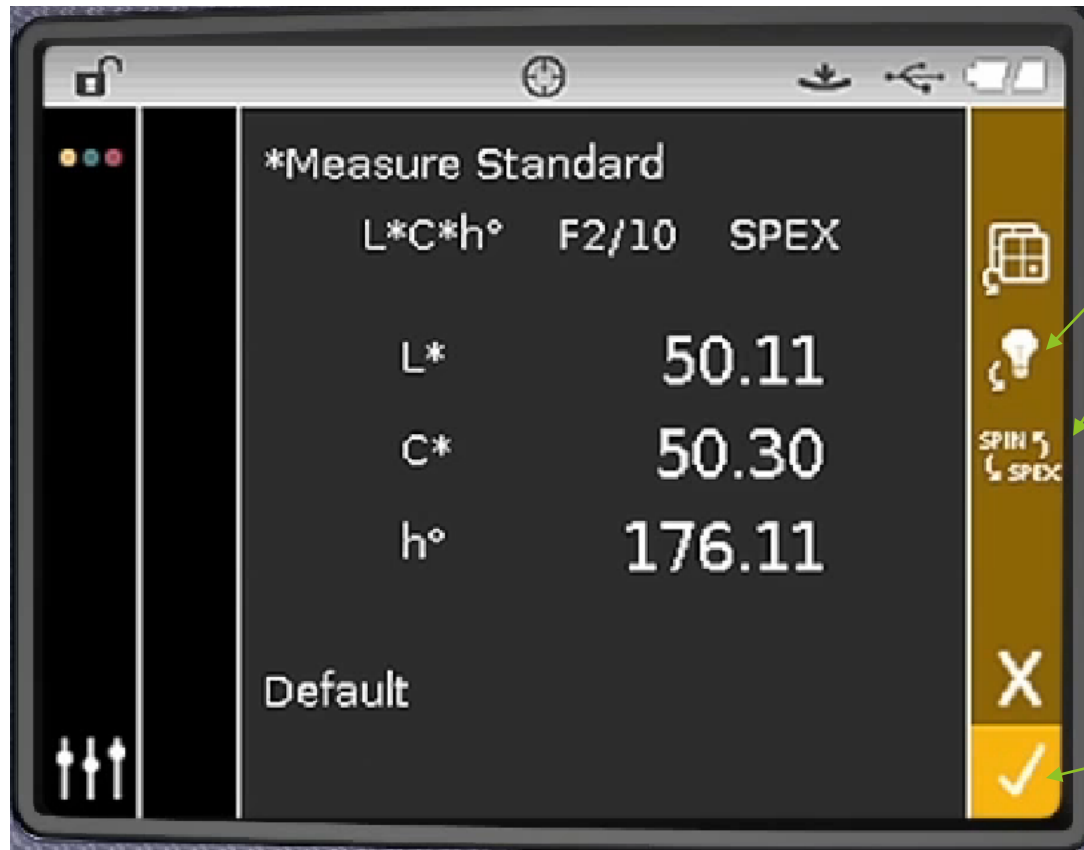 *Measure Standard
L*C*h° F2/10 SPEX
L* 50.11
C* 50.30
h° 176.11
SPIN
SPEX
X
Default